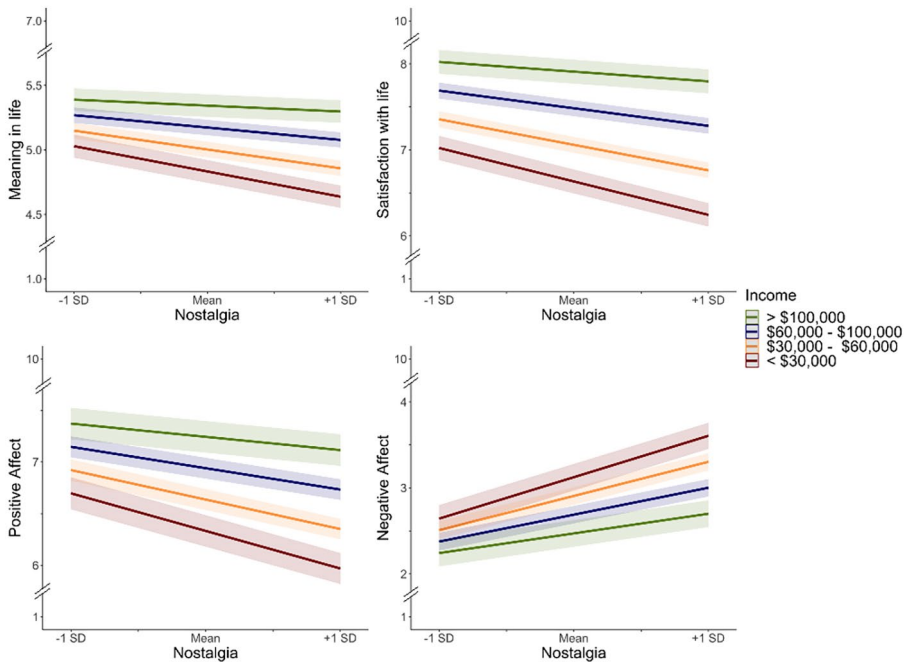 7.0
5.5
5.0
4.5
1.0
Meaning in life
-1 SD Mean +1 SD
Nostalgia
10
8
7
6
1
Satisfaction with life
-1 SD Mean +1 SD
Nostalgia
10
7
6
1
Positive Affect
-1 SD Mean +1 SD
Nostalgia
10
4
3
2
1
Negative Affect
-1 SD Mean +1 SD
Nostalgia
Income
> $100,000
$60,000 - $100,000
$30,000 - $60,000
< $30,000